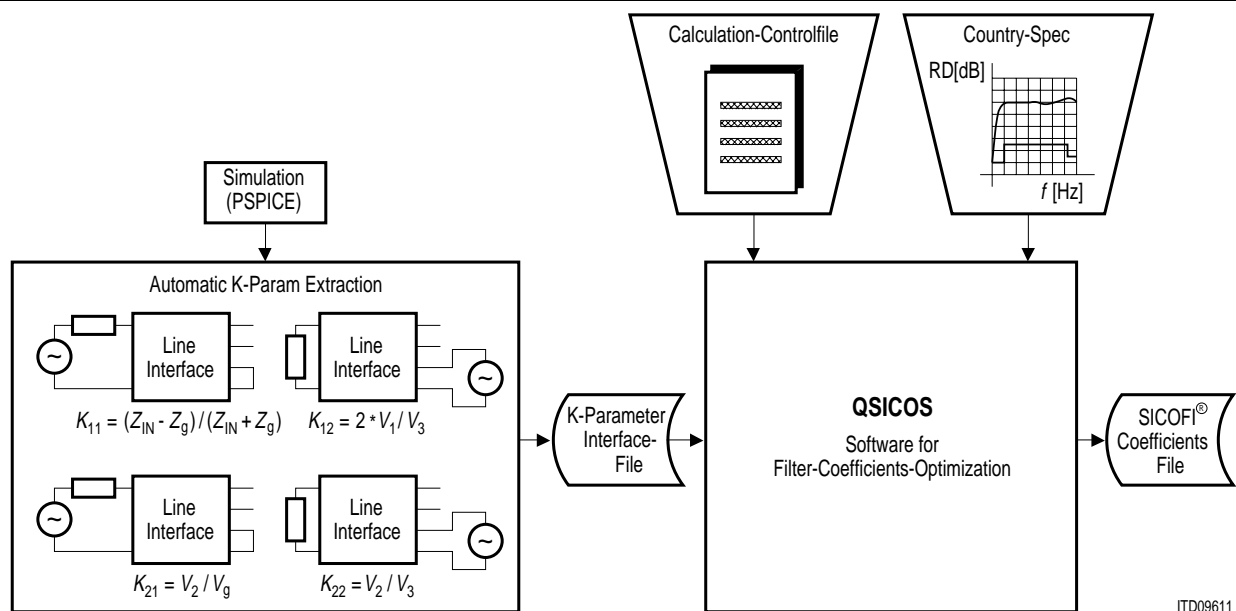 Calculation-Controlfile
Country-Spec
RD[dB]
f [Hz]
Simulation
(PSPICE)
Automatic K-Param Extraction
~
Line
Interface
Line
Interface
~
K11 = (ZIN - Zg) / (ZIN + Zg)
K12 = 2 * V1 / V3
~
Line
Interface
Line
Interface
~
K21 = V2 / Vg
K22 = V2 / V3
K-Parameter
Interface-
File
QSICOS
Software for
Filter-Coefficients-Optimization
SICOFI®
Coefficients
File
ITD09611